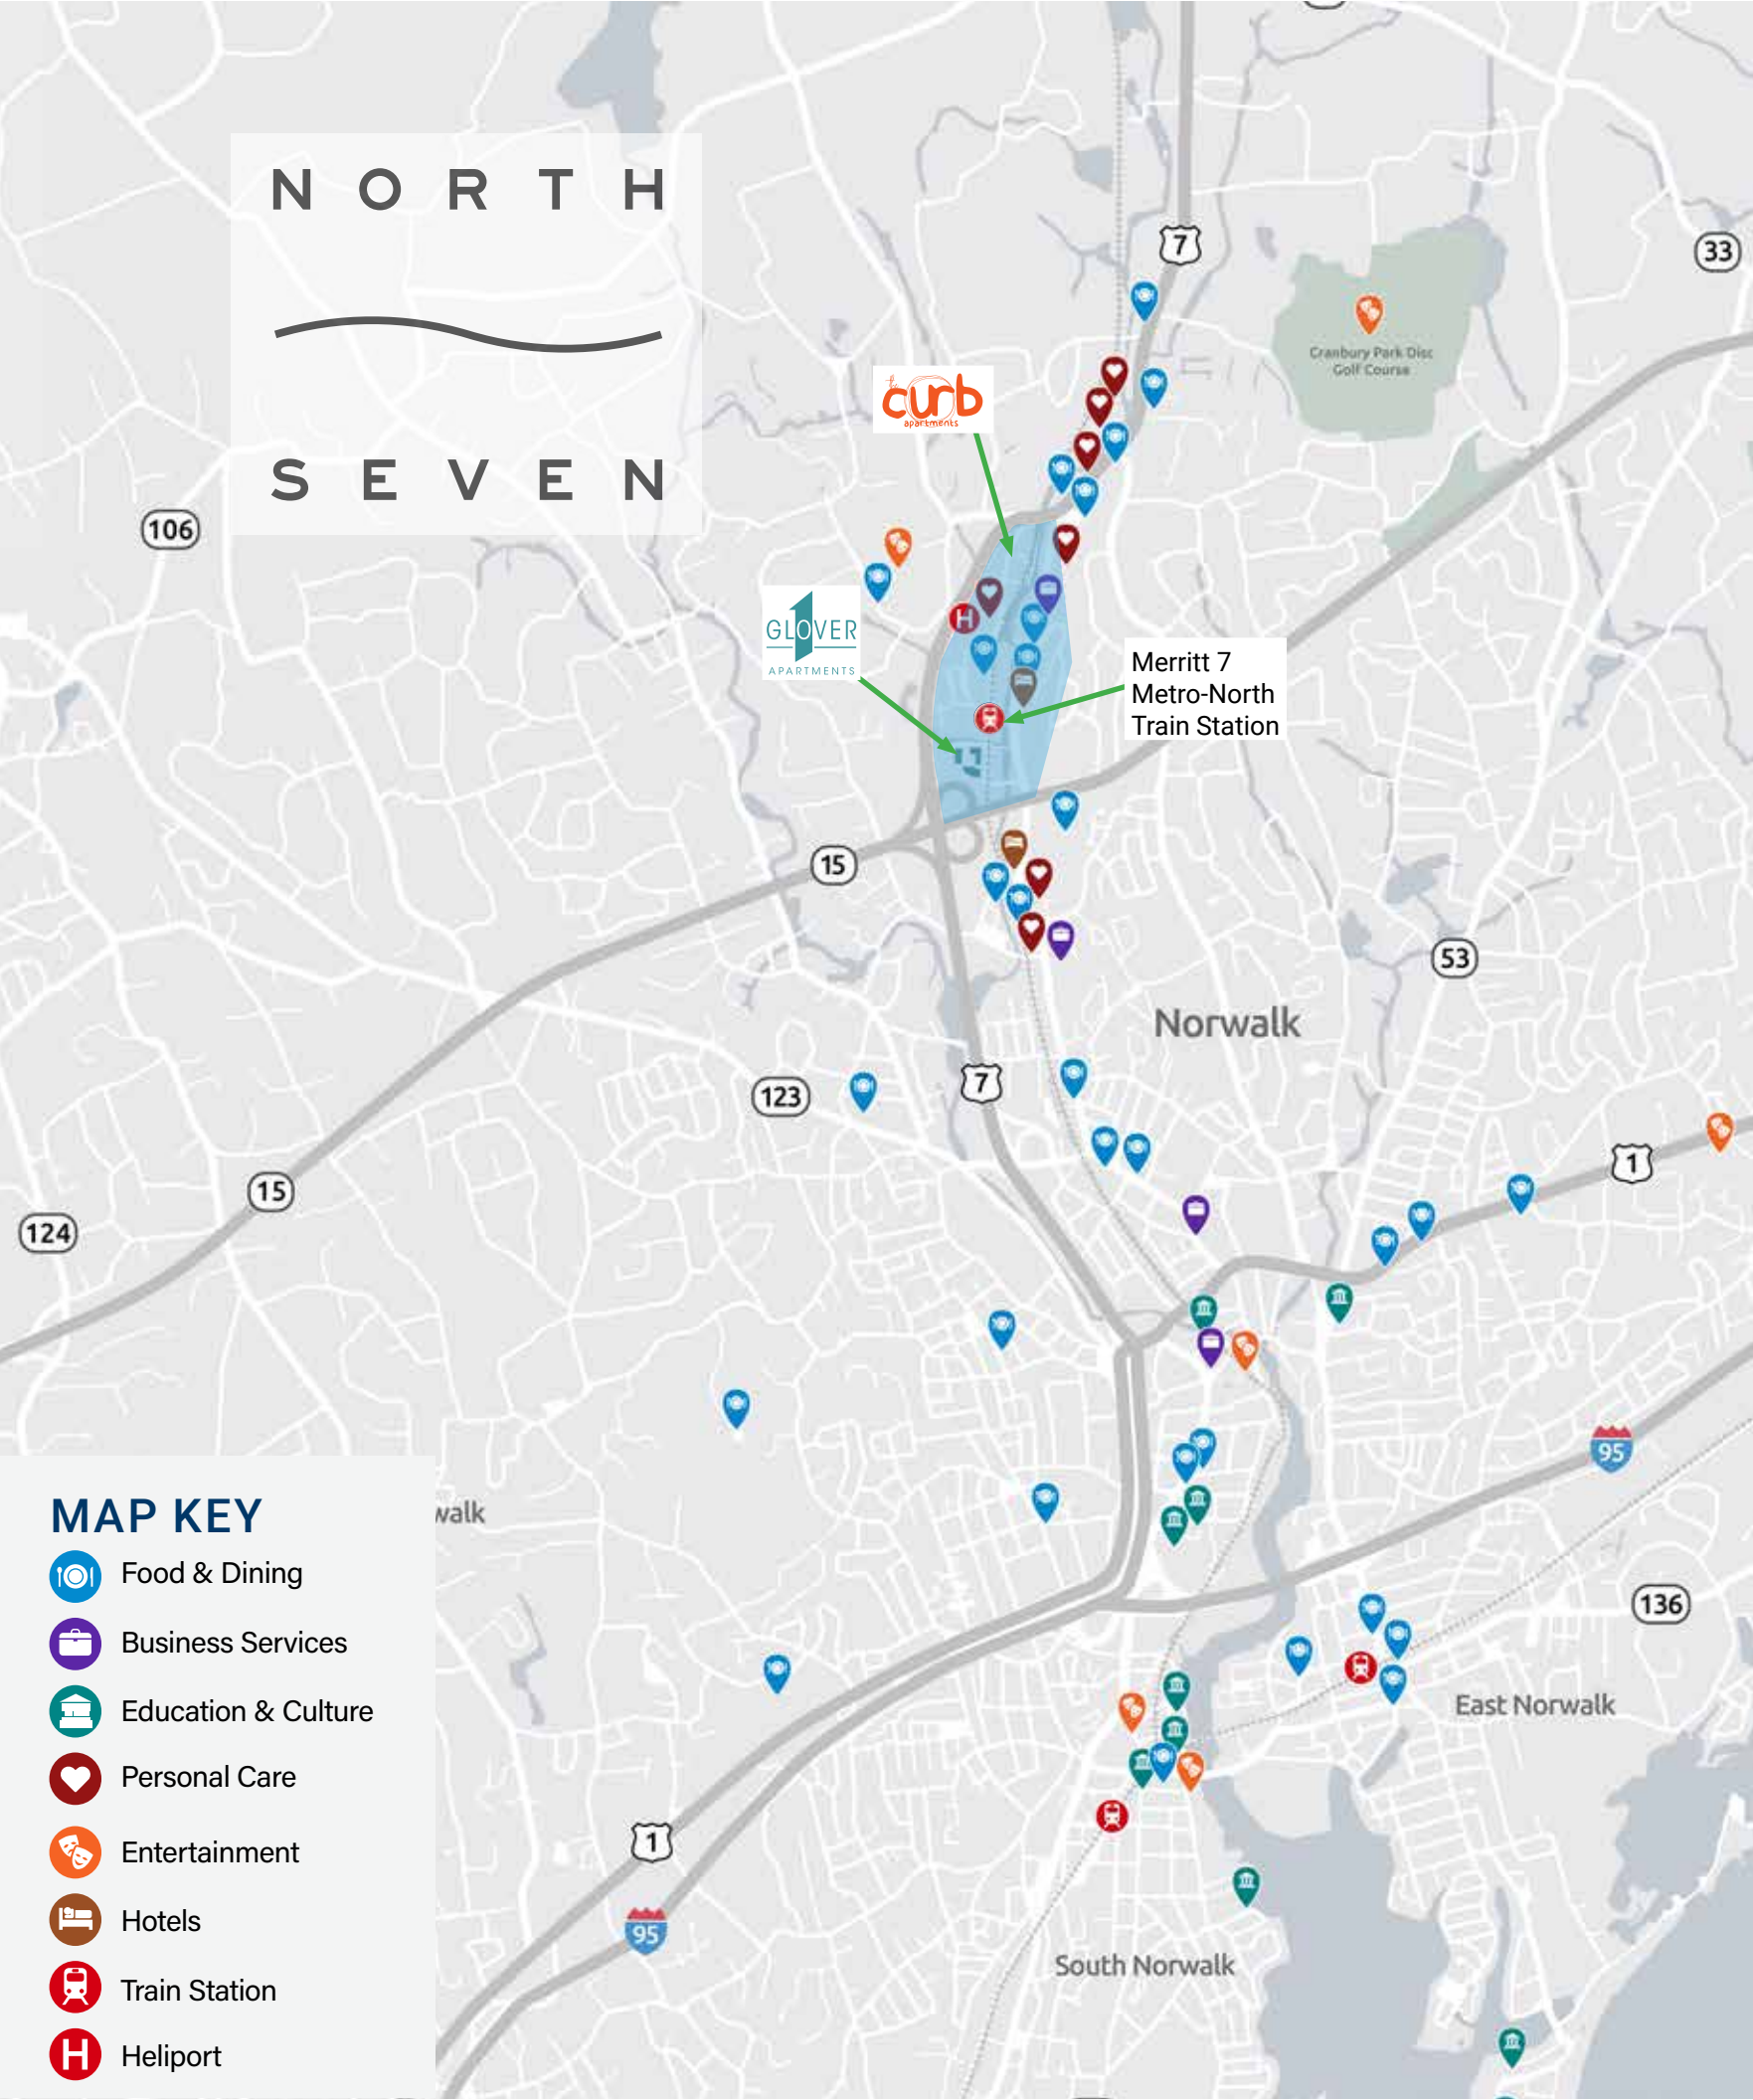 N O R T H
S E V E N
7
33
Cranbury Park Disc
Golf Course
the
curb
apartments
106
H
GLOVER
APARTMENTS
Merritt 7
Metro-North
Train Station
15
53
Norwalk
7
123
1
15
124
95
walk
136
East Norwalk
1
95
South Norwalk
MAP KEY
Food & Dining
Business Services
Education & Culture
Personal Care
Entertainment
Hotels
Train Station
H Heliport